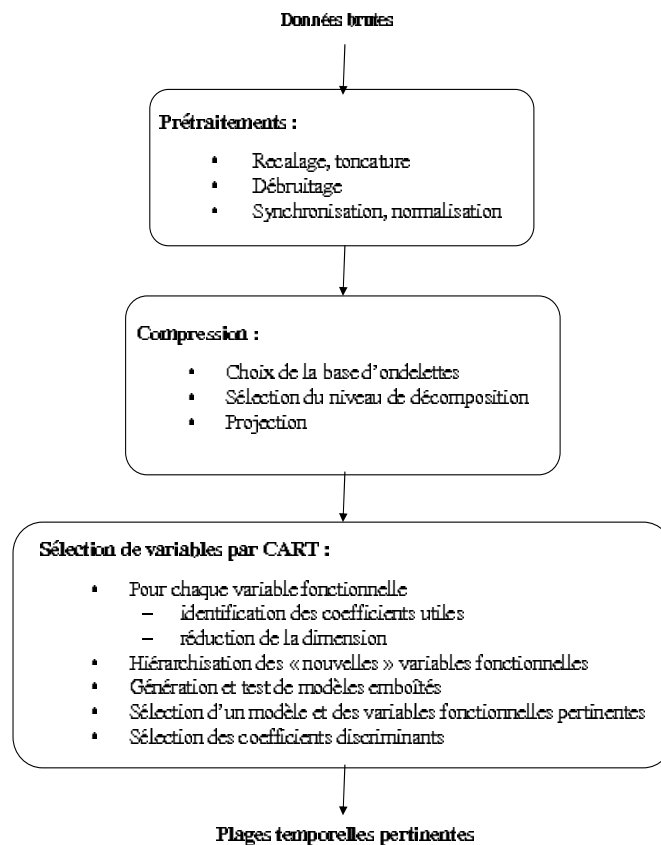 Données brutes
Prétraitements :
▪ Recalage, toncature
▪ Débruitage
▪ Synchronisation, normalisation
Compression :
▪ Choix de la base d'ondelettes
▪ Sélection du niveau de décomposition
▪ Projection
Sélection de variables par CART :
▪ Pour chaque variable fonctionnelle
– identification des coefficients utiles
– réduction de la dimension
▪ Hiérarchisation des « nouvelles » variables fonctionnelles
▪ Génération et test de modèles emboîtés
▪ Sélection d'un modèle et des variables fonctionnelles pertinentes
▪ Sélection des coefficients discriminants
Plages temporelles pertinentes